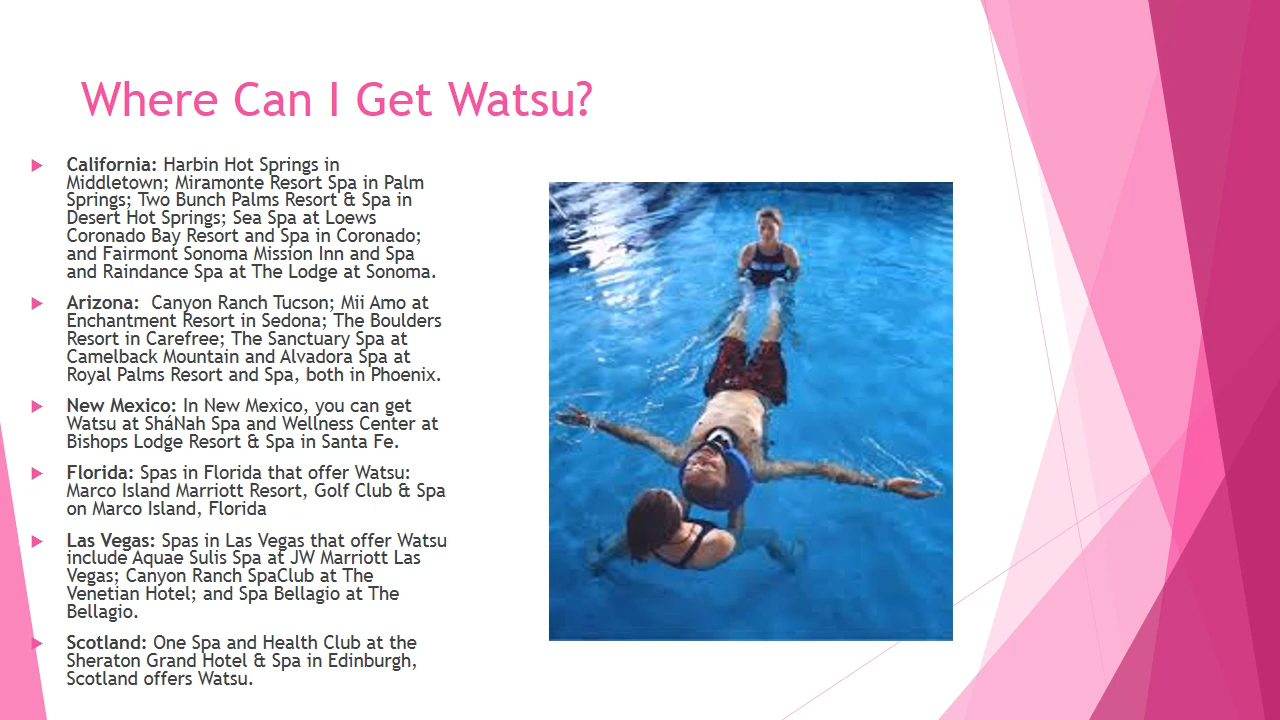 Where Can I Get Watsu?
California: Harbin Hot Springs in
Middletown; Miramonte Resort Spa in Palm
Springs; Two Bunch Palms Resort & Spa in
Desert Hot Springs; Sea Spa at Loews
Coronado Bay Resort and Spa in Coronado;
and Fairmont Sonoma Mission Inn and Spa
and Raindance Spa at The Lodge at Sonoma.
Arizona:  Canyon Ranch Tucson; Mii Amo at
Enchantment Resort in Sedona; The Boulders
Resort in Carefree; The Sanctuary Spa at
Camelback Mountain and Alvadora Spa at
Royal Palms Resort and Spa, both in Phoenix.
New Mexico: In New Mexico, you can get
Watsu at SháNah Spa and Wellness Center at
Bishops Lodge Resort & Spa in Santa Fe.
Florida: Spas in Florida that offer Watsu:
Marco Island Marriott Resort, Golf Club & Spa
on Marco Island, Florida
Las Vegas: Spas in Las Vegas that offer Watsu
include Aquae Sulis Spa at JW Marriott Las
Vegas; Canyon Ranch SpaClub at The
Venetian Hotel; and Spa Bellagio at The
Bellagio.
Scotland: One Spa and Health Club at the
Sheraton Grand Hotel & Spa in Edinburgh,
Scotland offers Watsu.